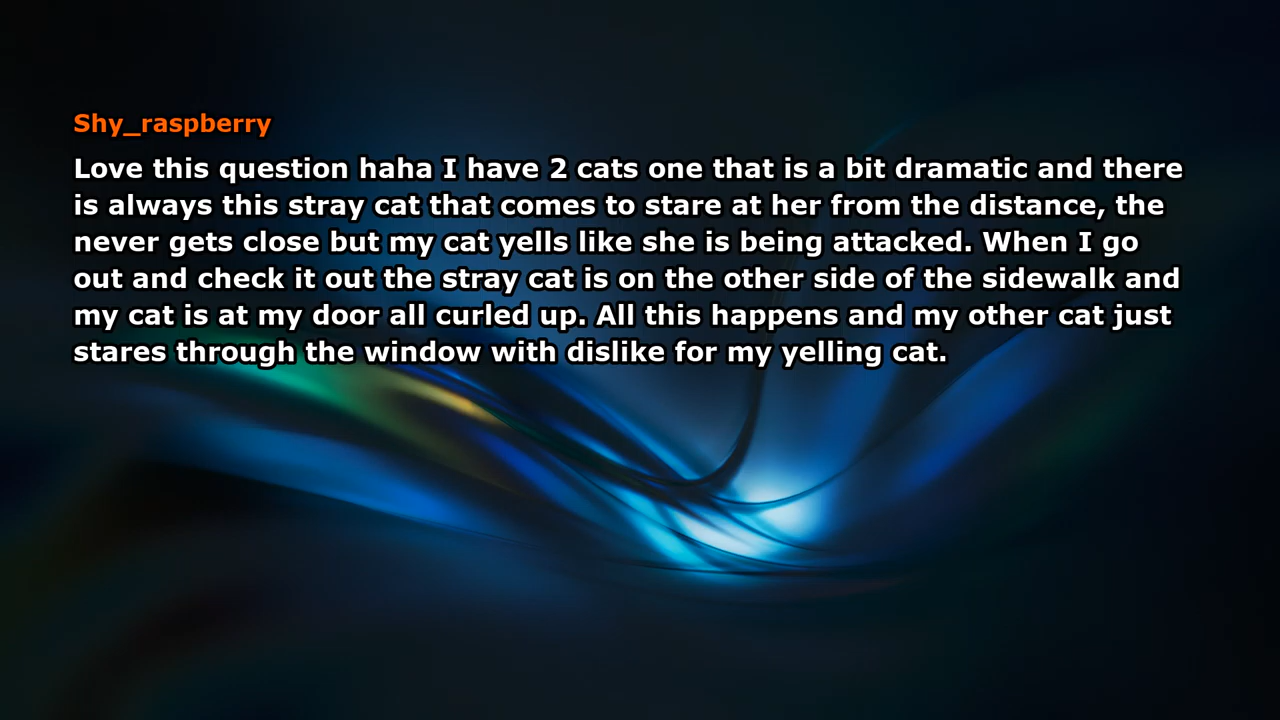 Shy_raspberry
Love this question haha I have 2 cats one that is a bit dramatic and there
is always this stray cat that comes to stare at her from the distance, the
never gets close but my cat yells like she is being attacked. When I go
out and check it out the stray cat is on the other side of the sidewalk and
my cat is at my door all curled up. All this happens and my other cat just
stares through the window with dislike for my yelling cat.